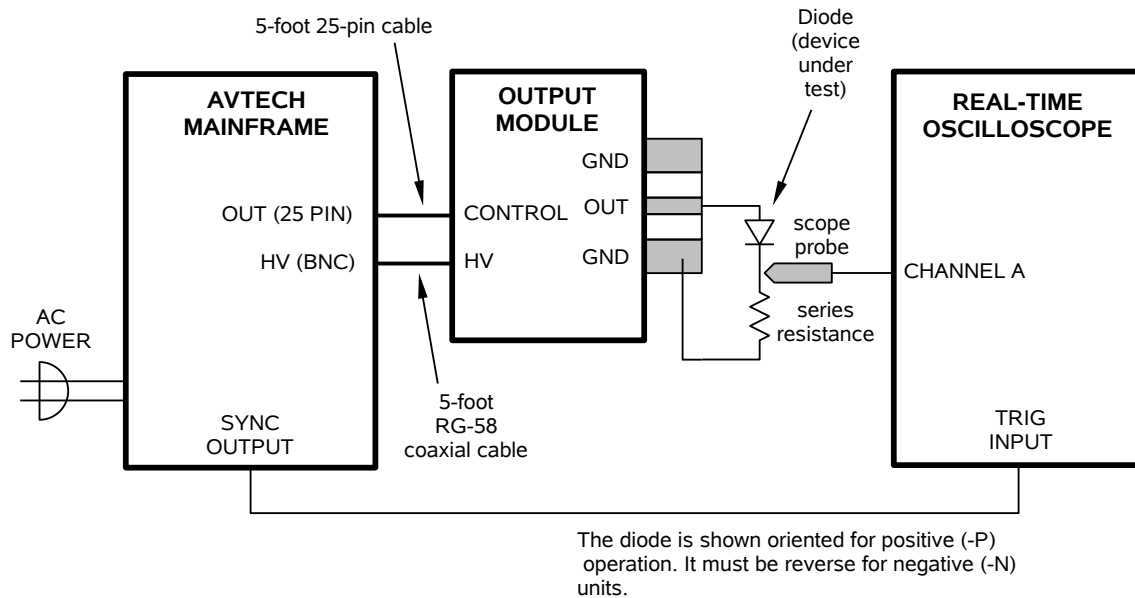 5-foot 25-pin cable
Diode
(device
under
test)
AVTECH
MAINFRAME
OUTPUT
MODULE
REAL-TIME
OSCILLOSCOPE
GND
OUT (25 PIN)
CONTROL
OUT
HV (BNC)
HV
GND
scope
probe
CHANNEL A
series
resistance
AC
POWER
5-foot
RG-58
coaxial cable
SYNC
OUTPUT
TRIG
INPUT
The diode is shown oriented for positive (-P)
operation. It must be reverse for negative (-N)
units.